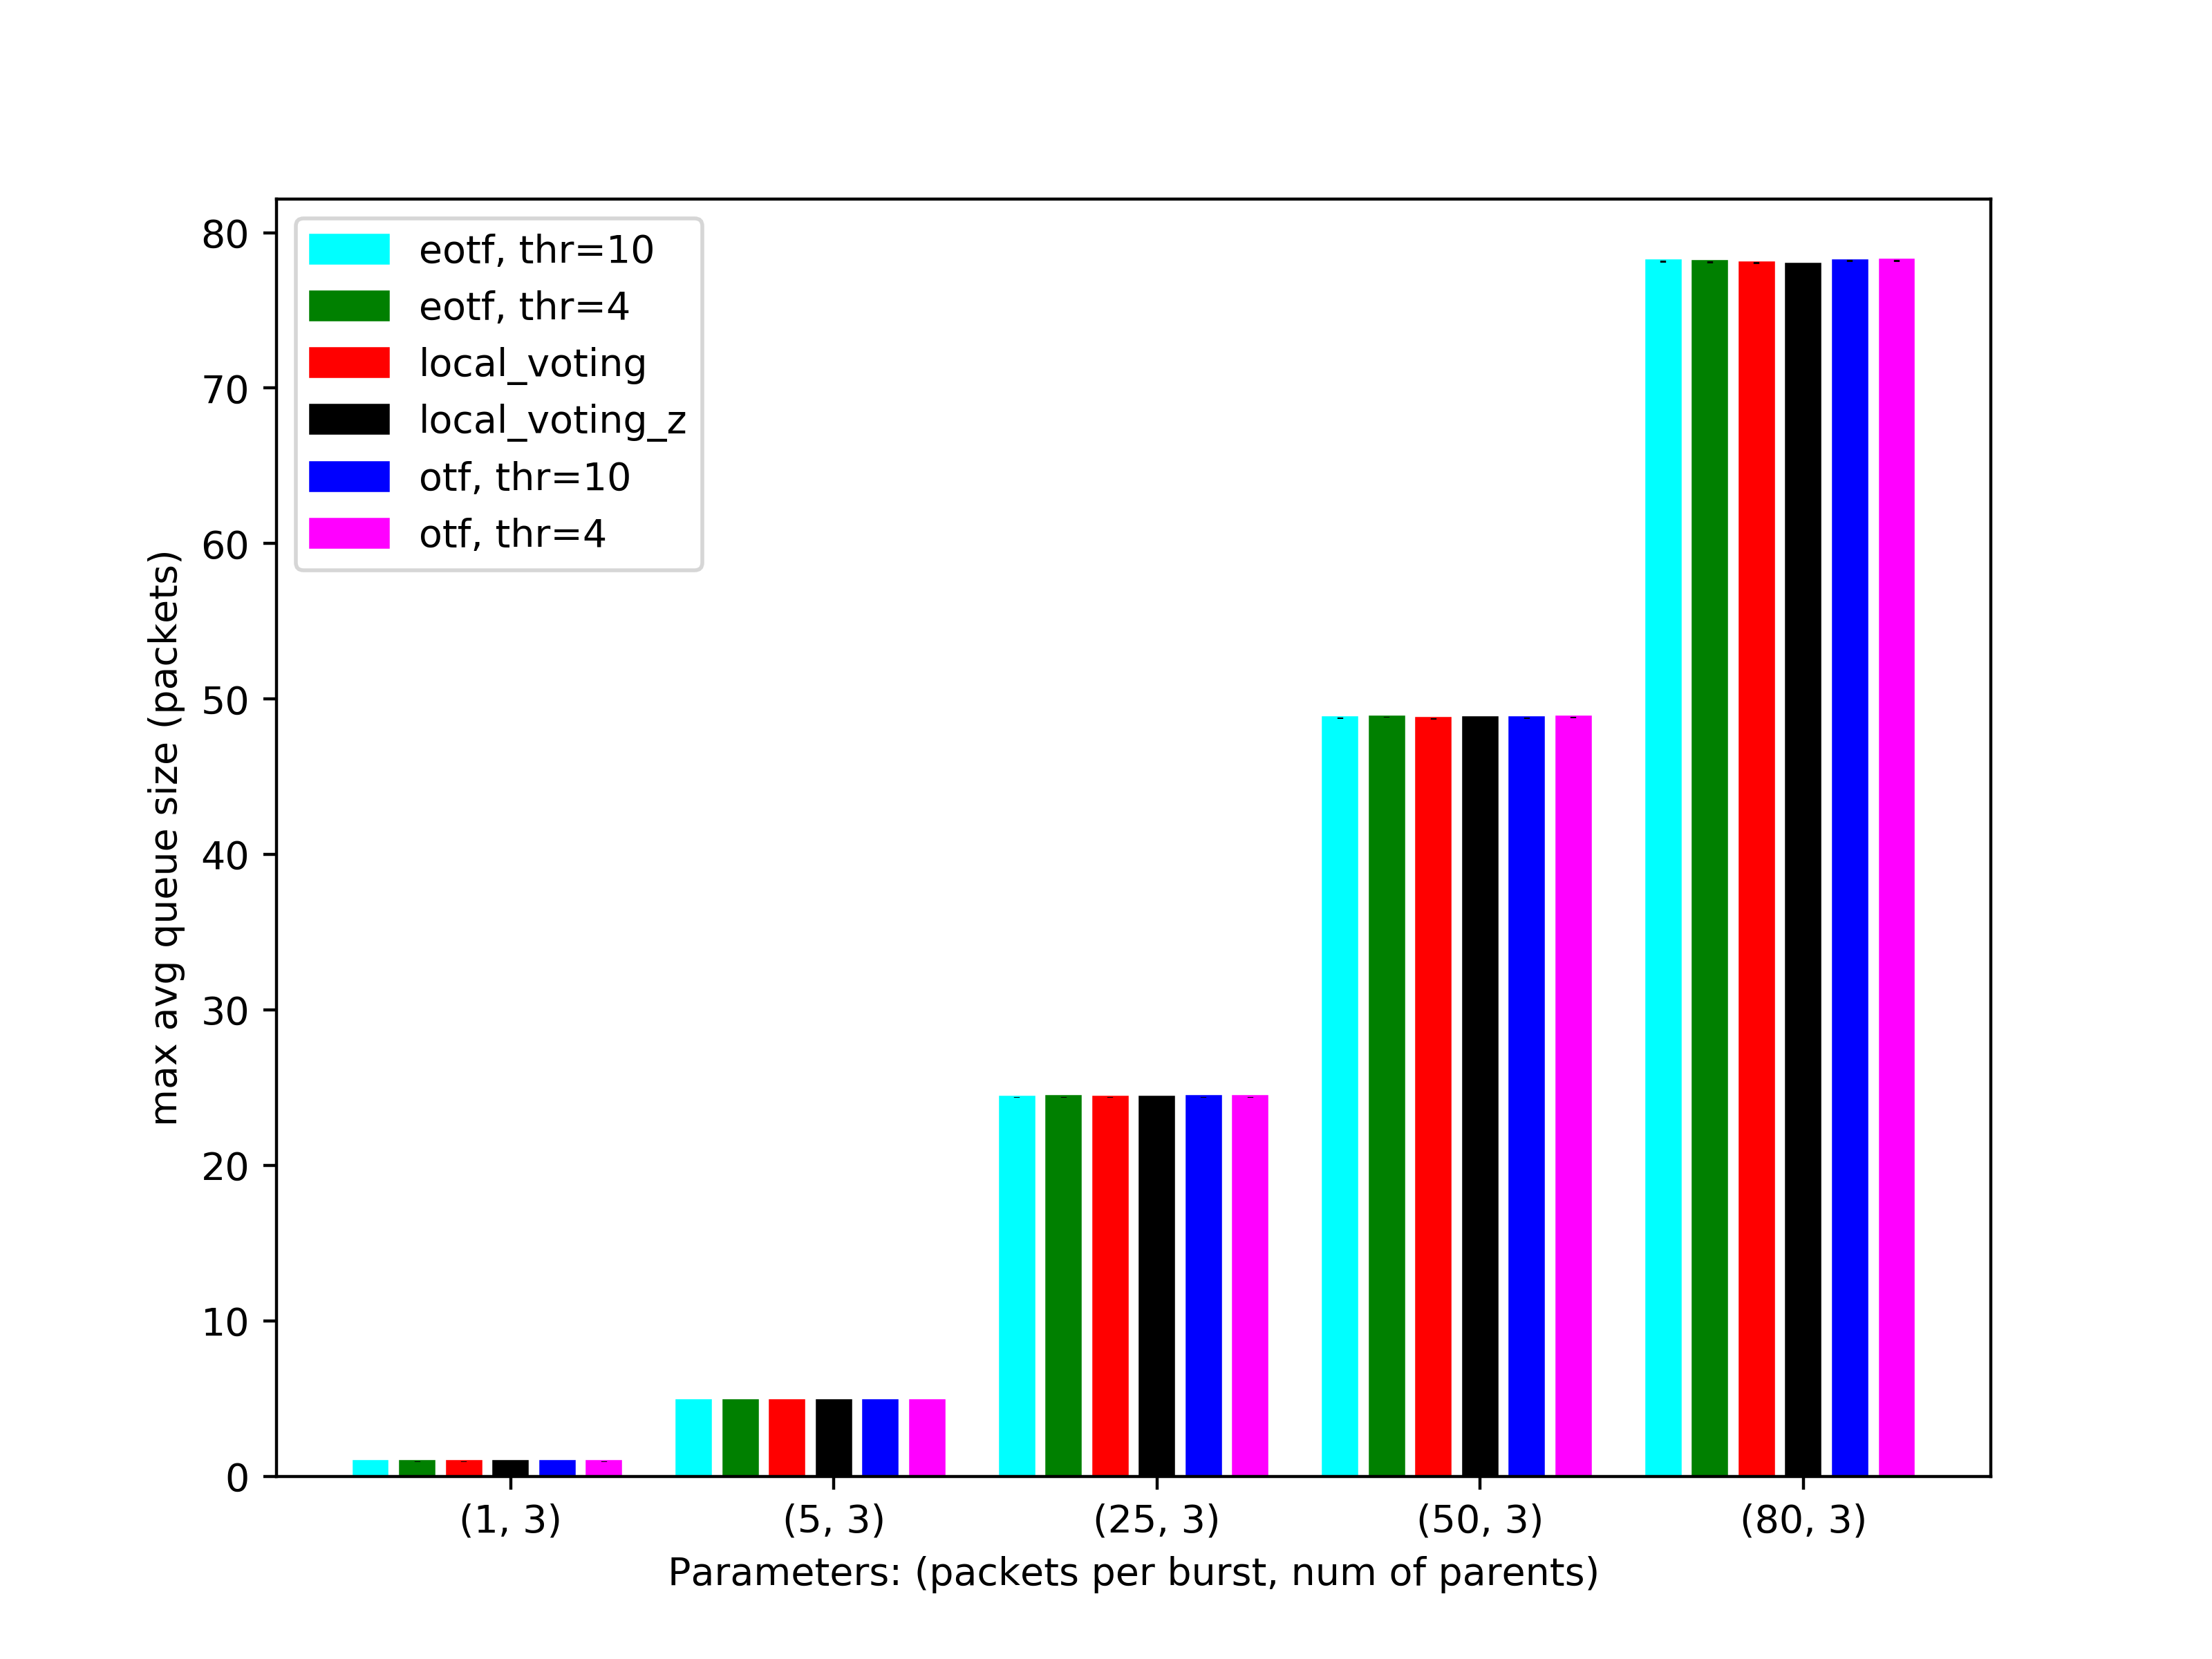 80
70
60
50
40
30
20
10
0
max avg queue size (packets)
eotf, thr=10
eotf, thr=4
local_voting
local_voting_z
otf, thr=10
otf, thr=4
(1, 3) (5, 3) (25, 3) (50, 3) (80, 3)
Parameters: (packets per burst, num of parents)